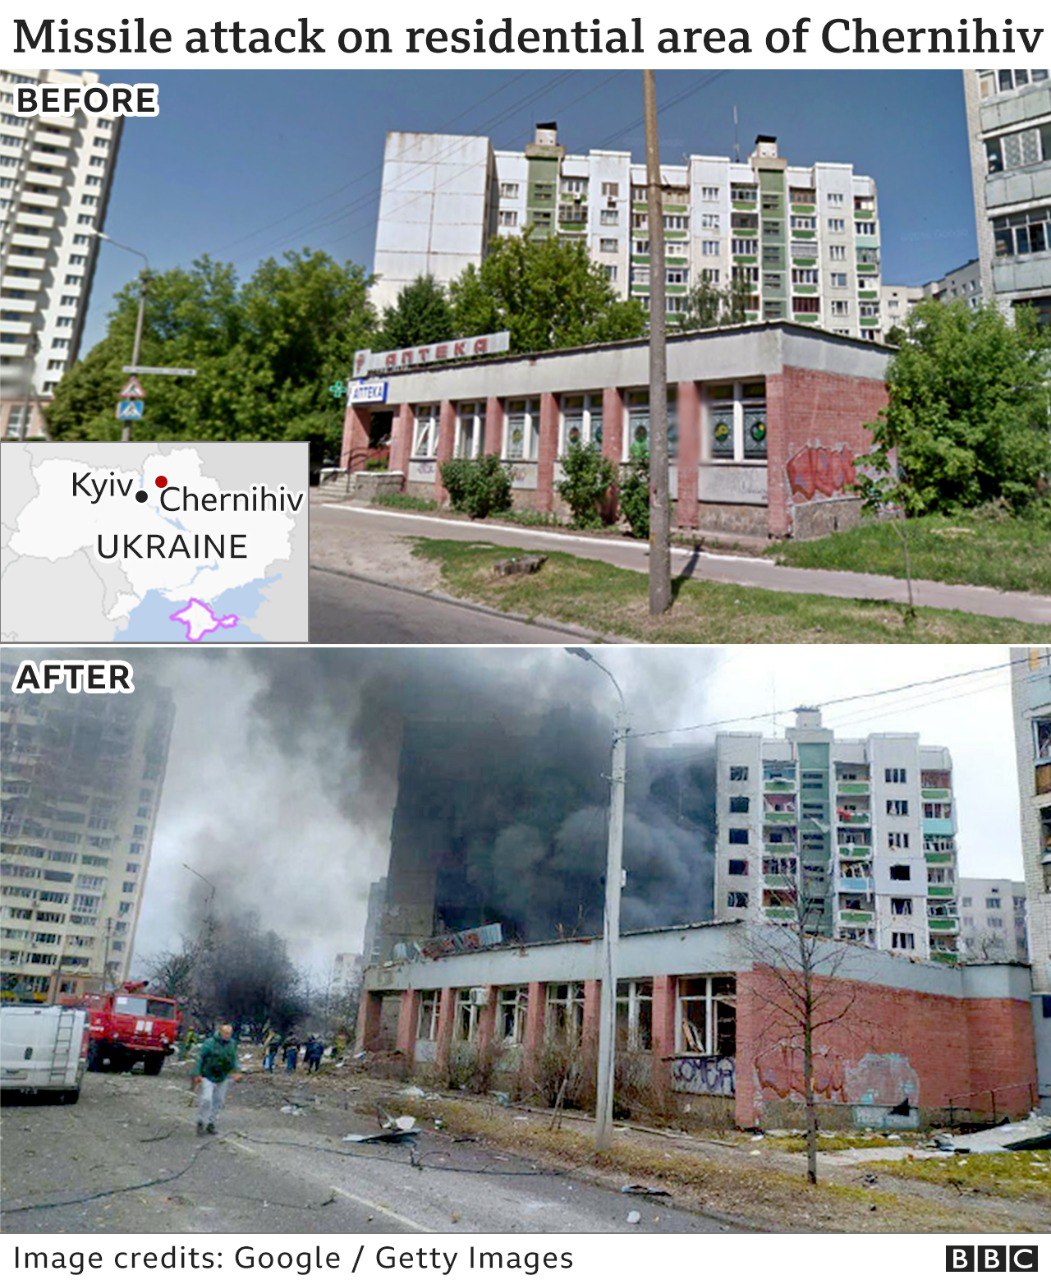 Missile attack on residential area of Chernihiv
BEFORE
АПТЕКА
АПТЕКА
Kyiv
Chernihiv
UKRAINE
AFTER
Image credits: Google / Getty Images
BBC